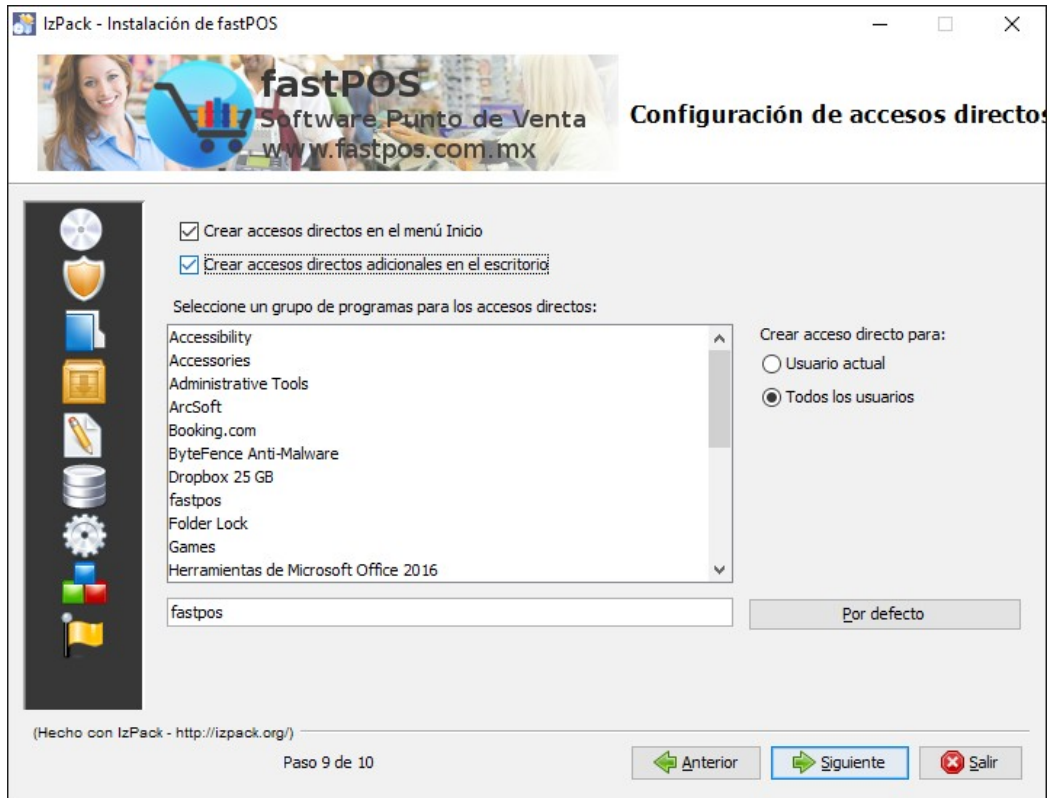 IzPack - Instalación de fastPOS
fastPOS
Software Punto de Venta
www.fastpos.com.mx
Configuración de accesos directos
Crear accesos directos en el menú Inicio
Crear accesos directos adicionales en el escritorio
Seleccione un grupo de programas para los accesos directos:
Accessibility
Accessories
Administrative Tools
ArcSoft
Booking.com
ByteFence Anti-Malware
Dropbox 25 GB
fastpos
Folder Lock
Games
Herramientas de Microsoft Office 2016
Crear acceso directo para:
Usuario actual
Todos los usuarios
fastpos
Por defecto
(Hecho con IzPack - http://izpack.org/)
Paso 9 de 10
Anterior
Siguiente
Salir